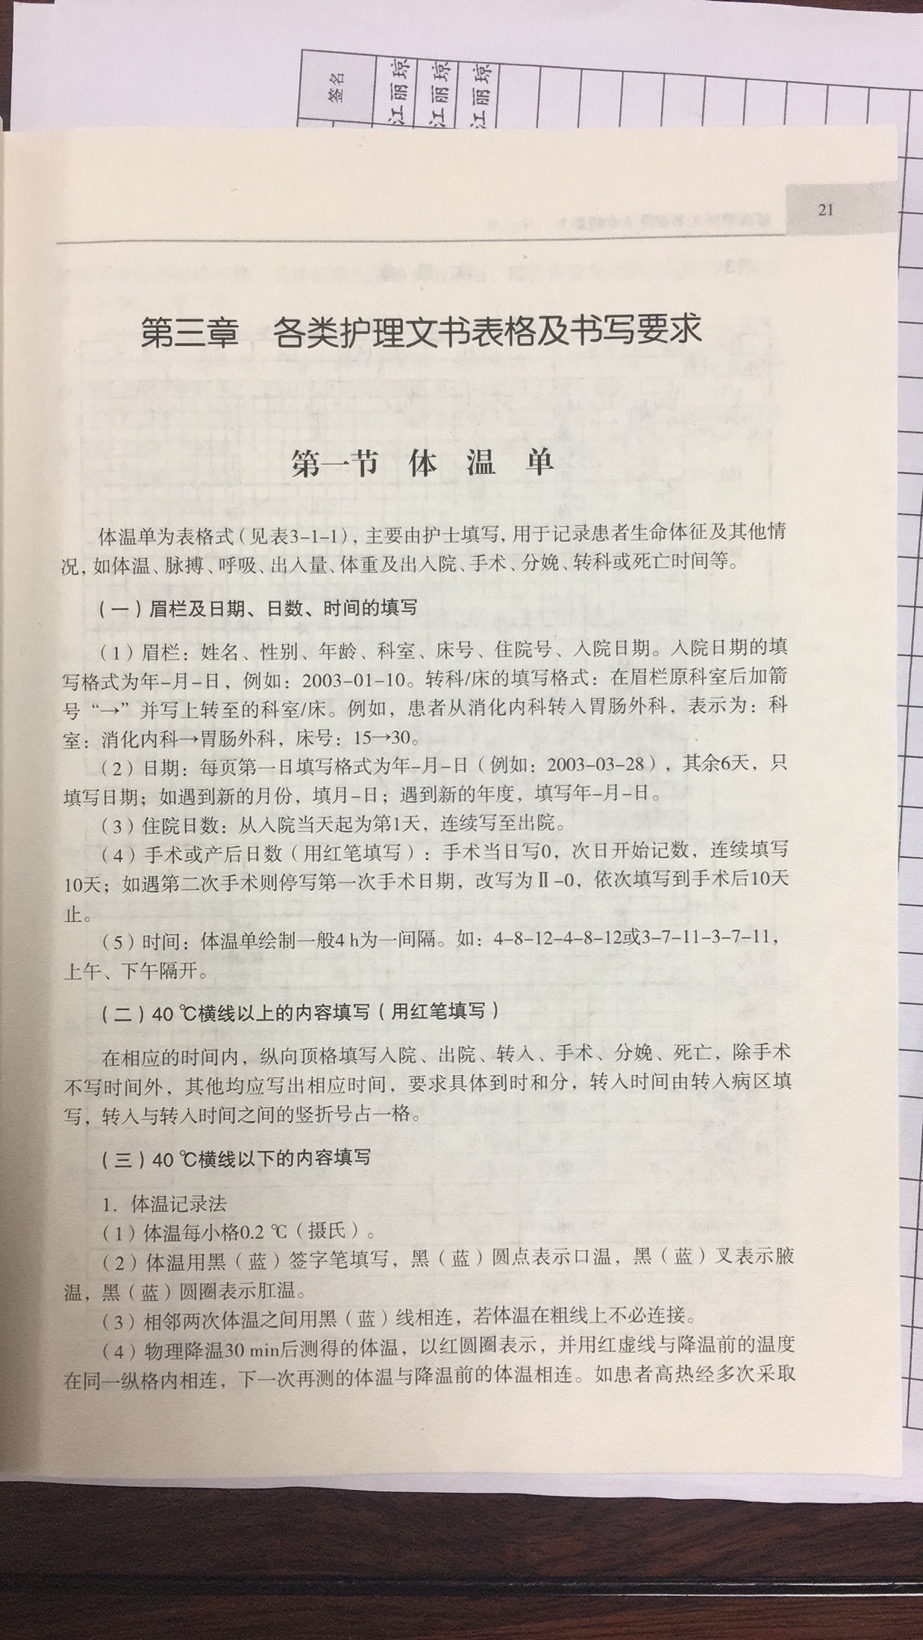 签名
江丽琼
江丽琼
江丽琼
21
第三章 各类护理文书表格及书写要求
第一节 体 温 单
体温单为表格式（见表3-1-1），主要由护士填写，用于记录患者生命体征及其他情
况，如体温、脉搏、呼吸、出入量、体重及出入院、手术、分娩、转科或死亡时间等。
（一）眉栏及日期、日数、时间的填写
（1）眉栏：姓名、性别、年龄、科室、床号、住院号、入院日期。入院日期的填
写格式为年-月-日，例如：2003-01-10。转科/床的填写格式：在眉栏原科室后加箭
号“→”并写上转至的科室/床。例如，患者从消化内科转入胃肠外科，表示为：科
室：消化内科→胃肠外科，床号：15→30。
（2）日期：每页第一日填写格式为年-月-日（例如：2003-03-28），其余6天，只
填写日期；如遇到新的月份，填月-日；遇到新的年度，填写年-月-日。
（3）住院日数：从入院当天起为第1天，连续写至出院。
（4）手术或产后日数（用红笔填写）：手术当日写0，次日开始记数，连续填写
10天；如遇第二次手术则停写第一次手术日期，改写为Ⅱ-0，依次填写到手术后10天
止。
（5）时间：体温单绘制一般4 h为一间隔。如：4-8-12-4-8-12或3-7-11-3-7-11，
上午、下午隔开。
（二）40 ℃横线以上的内容填写（用红笔填写）
在相应的时间内，纵向顶格填写入院、出院、转入、手术、分娩、死亡，除手术
不写时间外，其他均应写出相应时间，要求具体到时和分，转入时间由转入病区填
写，转入与转入时间之间的竖折号占一格。
（三）40 ℃横线以下的内容填写
1. 体温记录法
（1）体温每小格0.2 ℃（摄氏）。
（2）体温用黑（蓝）签字笔填写，黑（蓝）圆点表示口温，黑（蓝）叉表示腋
温，黑（蓝）圆圈表示肛温。
（3）相邻两次体温之间用黑（蓝）线相连，若体温在粗线上不必连接。
（4）物理降温30 min后测得的体温，以红圆圈表示，并用红虚线与降温前的温度
在同一纵格内相连，下一次再测的体温与降温前的体温相连。如患者高热经多次采取